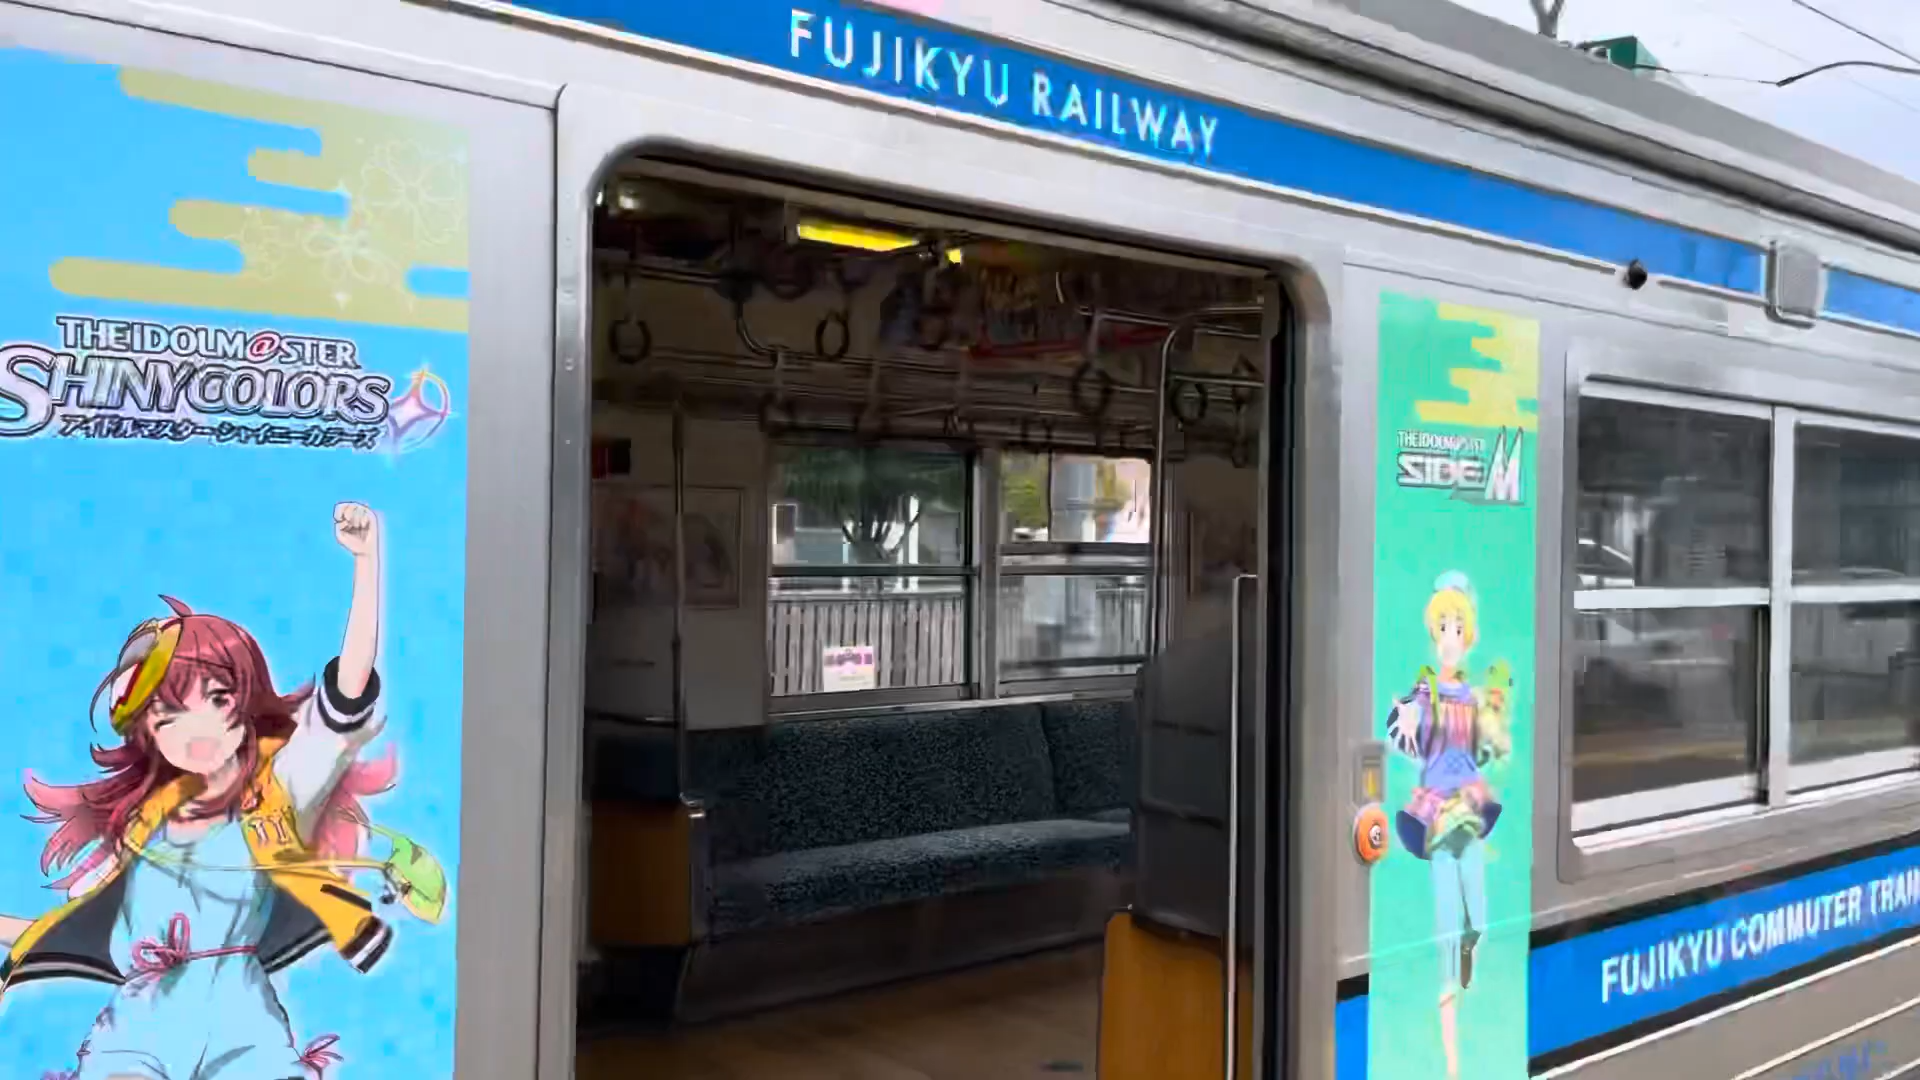 FUJIKYU RAILWAY
THE IDOLM@STER
SHINY COLORS
アイドルマスター シャイニーカラーズ
THE IDOLM@STER
SIDE M
FUJIKYU COMMUTER TRAIN